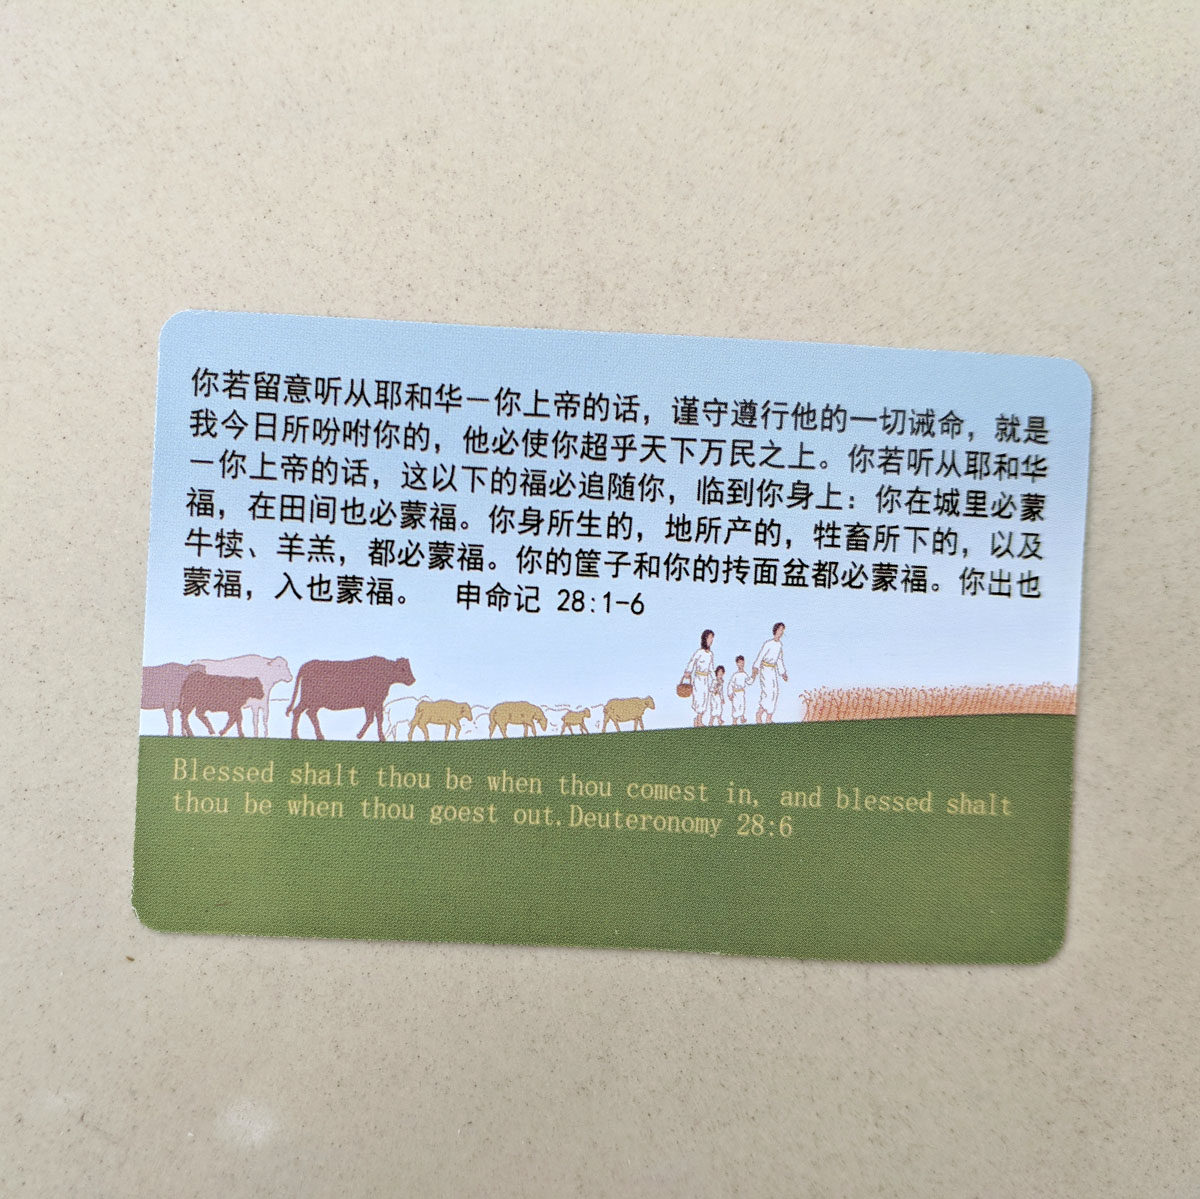 你若留意听从耶和华－你上帝的话，谨守遵行他的一切诫命，就是
我今日所吩咐你的，他必使你超乎天下万民之上。你若听从耶和华
－你上帝的话，这以下的福必追随你，临到你身上：你在城里必蒙
福，在田间也必蒙福。你身所生的，地所产的，牲畜所下的，以及
牛犊、羊羔，都必蒙福。你的筐子和你的抟面盆都必蒙福。你出也
蒙福，入也蒙福。 申命记 28:1-6
Blessed shalt thou be when thou comest in, and blessed shalt
thou be when thou goest out.Deuteronomy 28:6